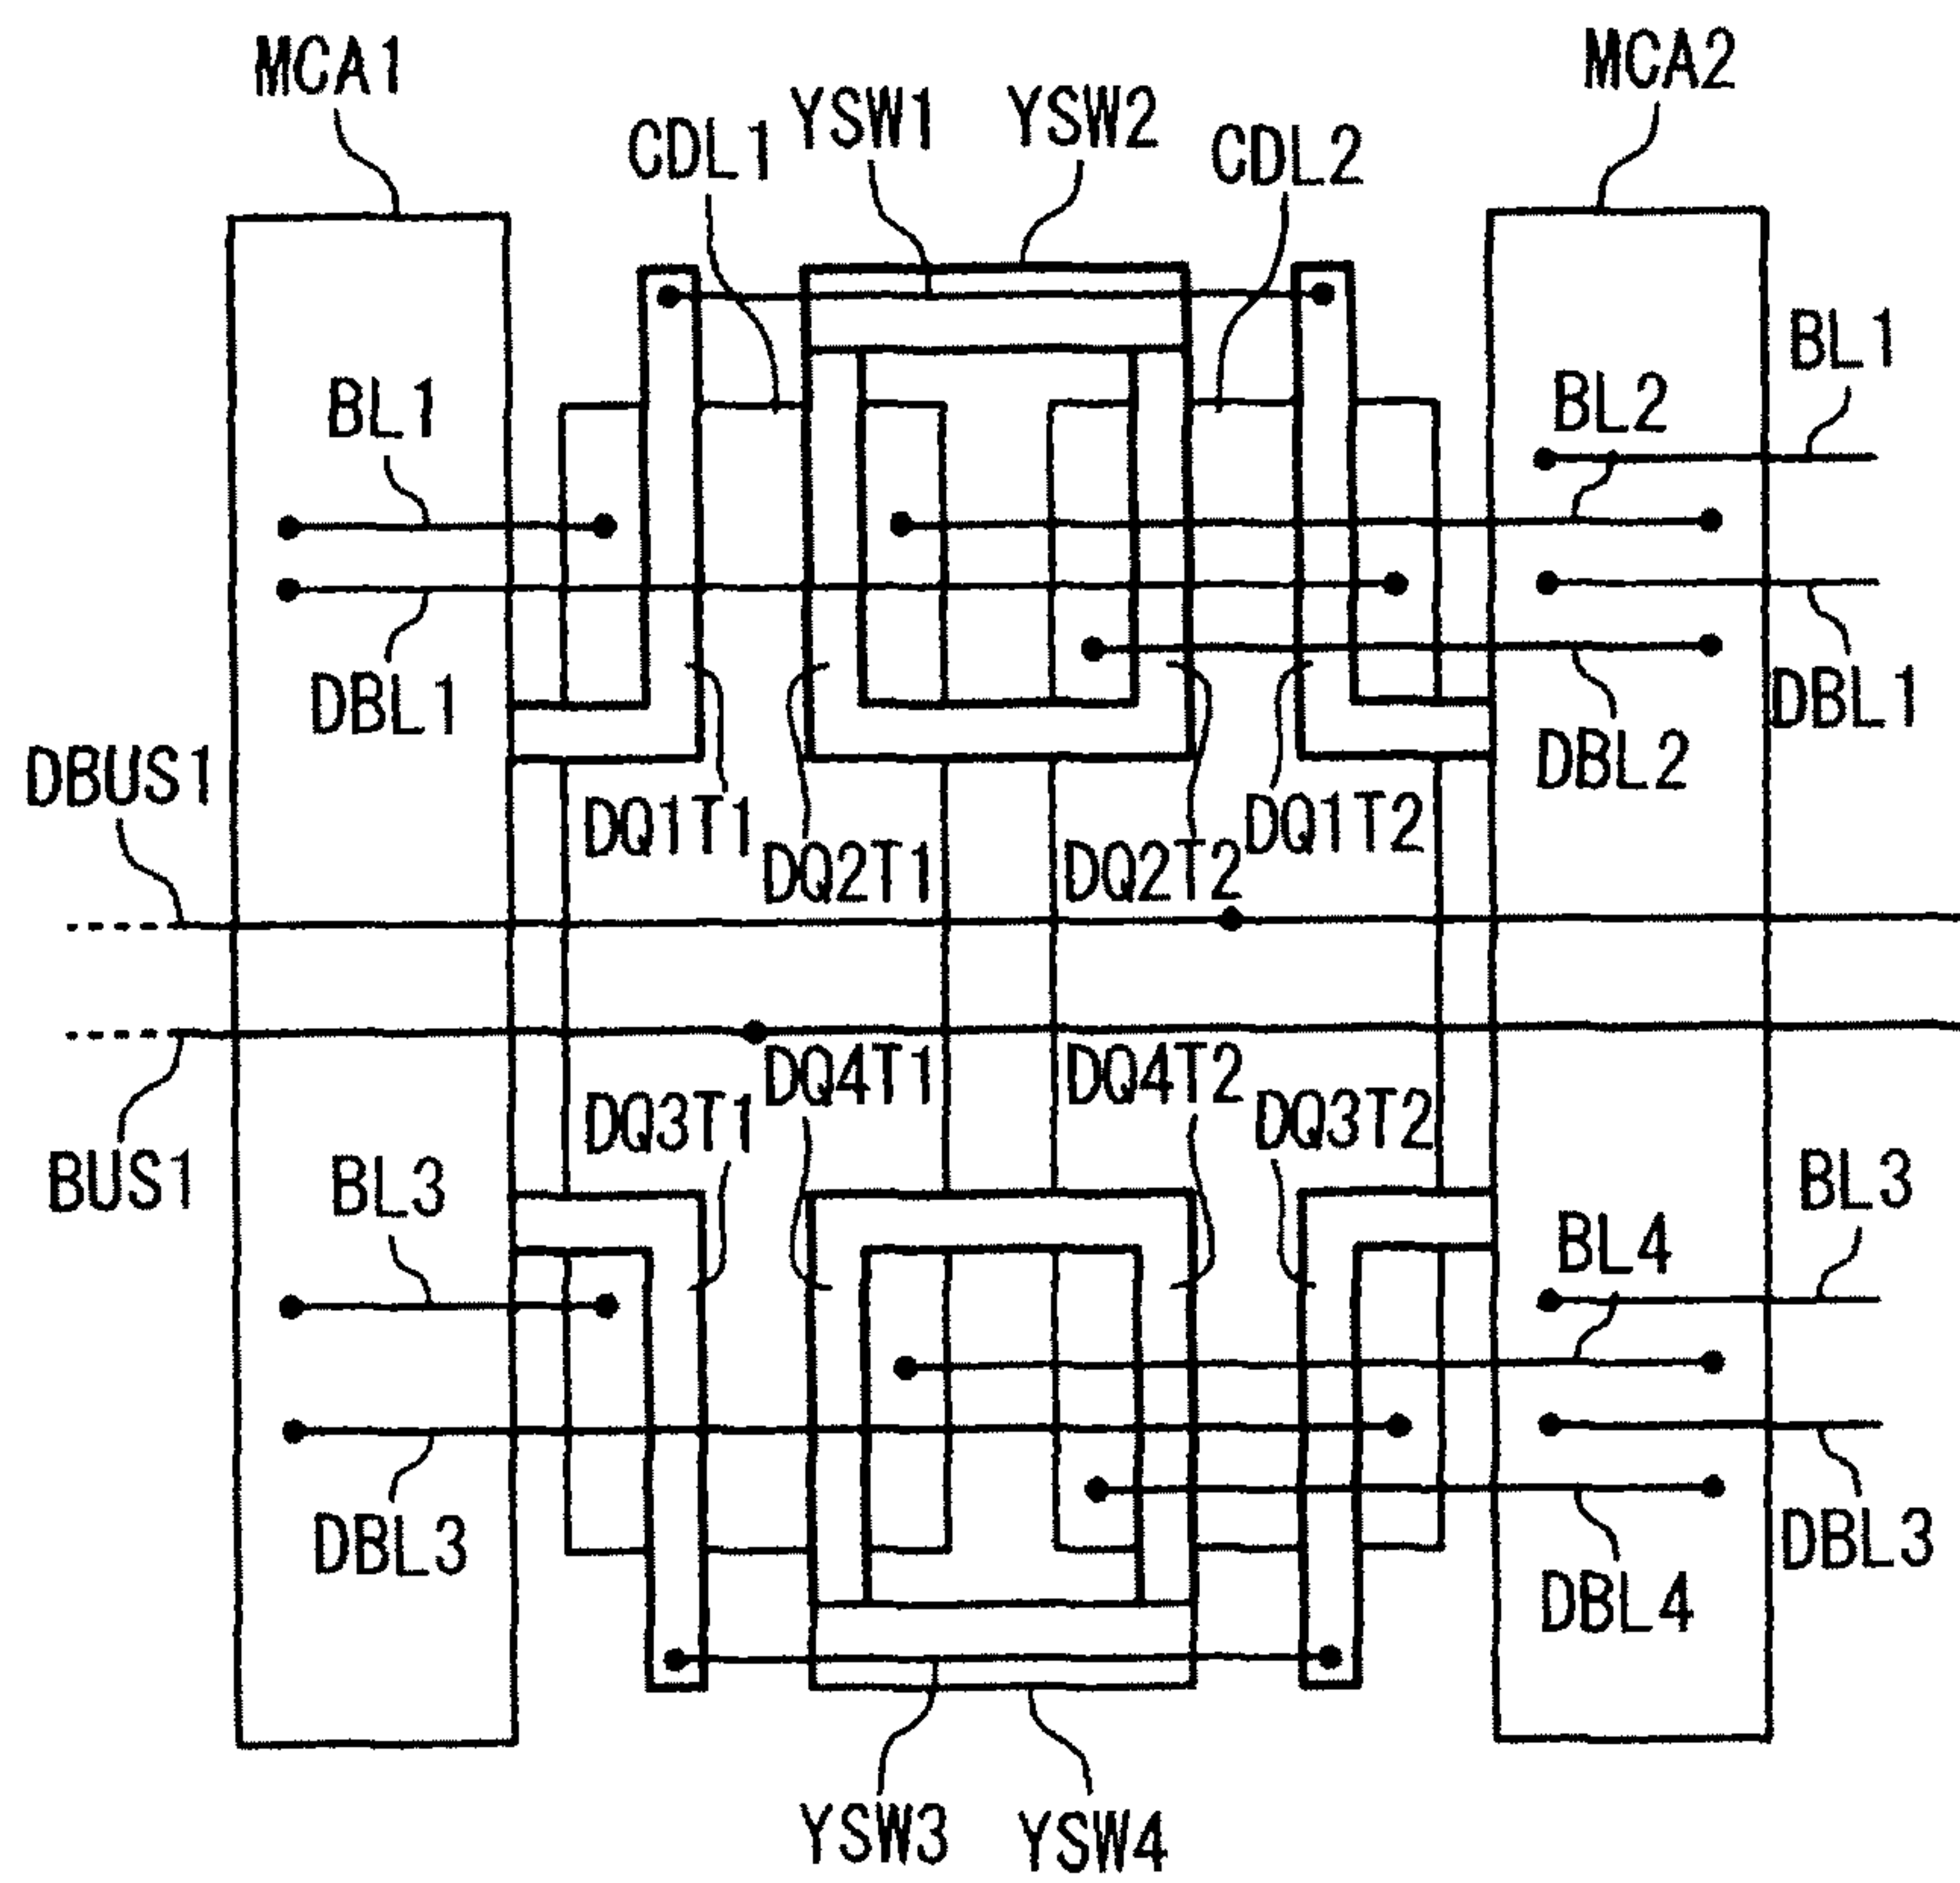 MCA1
MCA2
YSW1
YSW2
CDL1
CDL2
BL1
BL2
BL1
DBL1
DBL1
DBL2
DBUS1
DQ1T1
DQ2T1
DQ2T2
DQ1T2
DQ3T1
DQ4T1
DQ4T2
DQ3T2
BUS1
BL3
BL4
BL3
DBL3
DBL3
DBL4
YSW3
YSW4